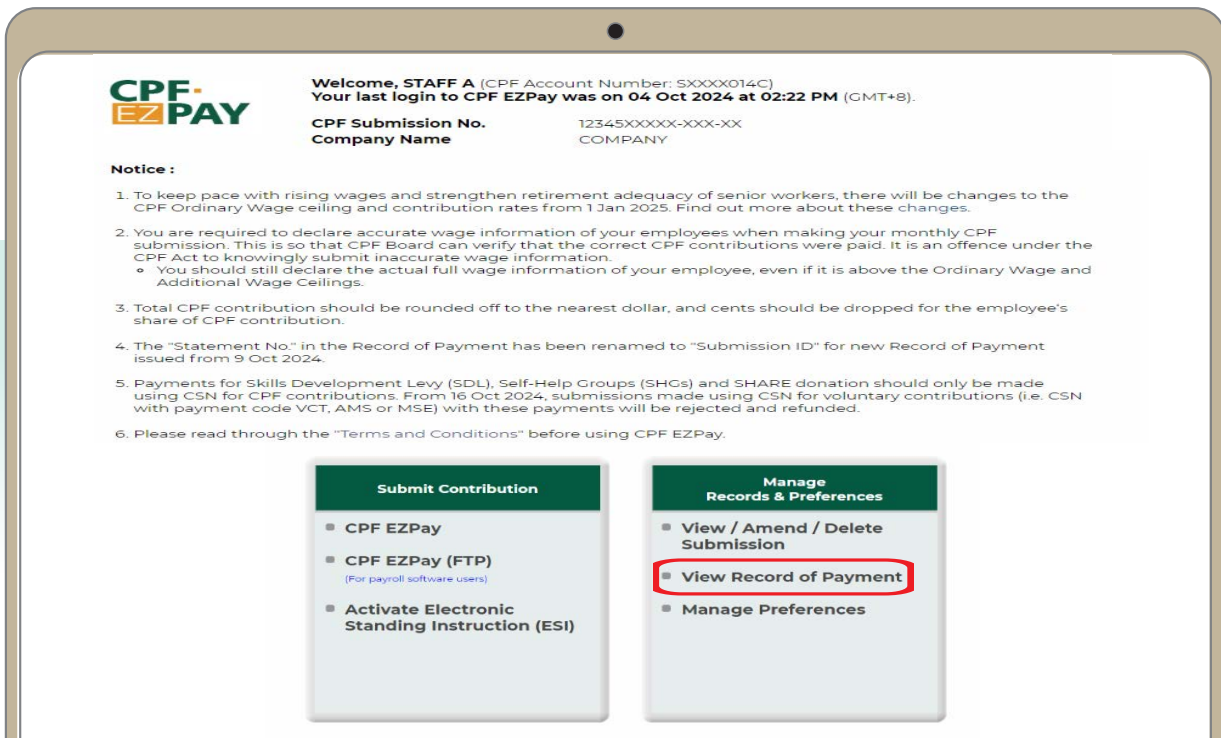 CPF
EZ PAY
Welcome, STAFF A (CPF Account Number: SXXXX014C)
Your last login to CPF EZPay was on 04 Oct 2024 at 02:22 PM (GMT+8).
CPF Submission No. 12345XXXXX-XXX-XX
Company Name COMPANY
Notice :
1. To keep pace with rising wages and strengthen retirement adequacy of senior workers, there will be changes to the
CPF Ordinary Wage ceiling and contribution rates from 1 Jan 2025. Find out more about these changes.
2. You are required to declare accurate wage information of your employees when making your monthly CPF
submission. This is so that CPF Board can verify that the correct CPF contributions were paid. It is an offence under the
CPF Act to knowingly submit inaccurate wage information.
You should still declare the actual full wage information of your employee, even if it is above the Ordinary Wage and
Additional Wage Ceilings.
3. Total CPF contribution should be rounded off to the nearest dollar, and cents should be dropped for the employee's
share of CPF contribution.
4. The "Statement No." in the Record of Payment has been renamed to "Submission ID" for new Record of Payment
issued from 9 Oct 2024.
5. Payments for Skills Development Levy (SDL), Self-Help Groups (SHGs) and SHARE donation should only be made
using CSN for CPF contributions. From 16 Oct 2024, submissions made using CSN for voluntary contributions (i.e. CSN
with payment code VCT, AMS or MSE) with these payments will be rejected and refunded.
6. Please read through the "Terms and Conditions" before using CPF EZPay.
Submit Contribution
CPF EZPay
CPF EZPay (FTP)
(For payroll software users)
Activate Electronic
Standing Instruction (ESI)
Manage
Records & Preferences
View / Amend / Delete
Submission
View Record of Payment
Manage Preferences